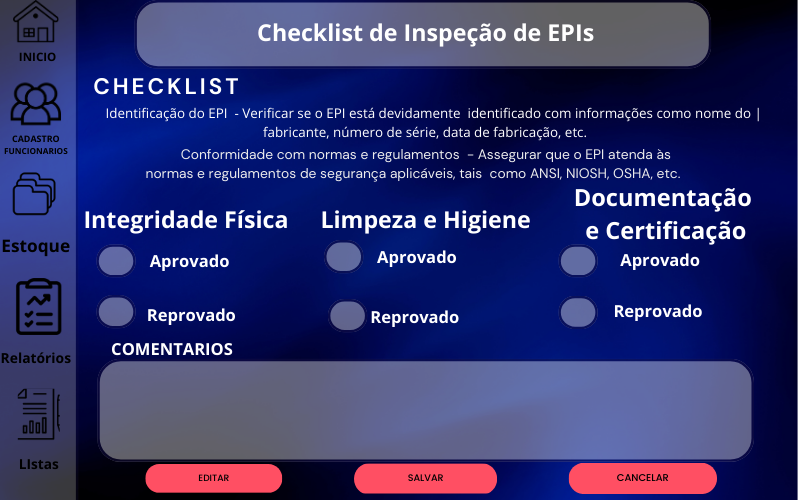 Checklist de Inspeção de EPIs
INICIO
CADASTRO
FUNCIONARIOS
Estoque
Relatórios
LIstas
CHECKLIST
Identificação do EPI - Verificar se o EPI está devidamente identificado com informações como nome do |
fabricante, número de série, data de fabricação, etc.
Conformidade com normas e regulamentos - Assegurar que o EPI atenda às
normas e regulamentos de segurança aplicáveis, tais como ANSI, NIOSH, OSHA, etc.
Integridade Física
Aprovado
Reprovado
Limpeza e Higiene
Aprovado
Reprovado
Documentação
e Certificação
Aprovado
Reprovado
COMENTARIOS
EDITAR
SALVAR
CANCELAR